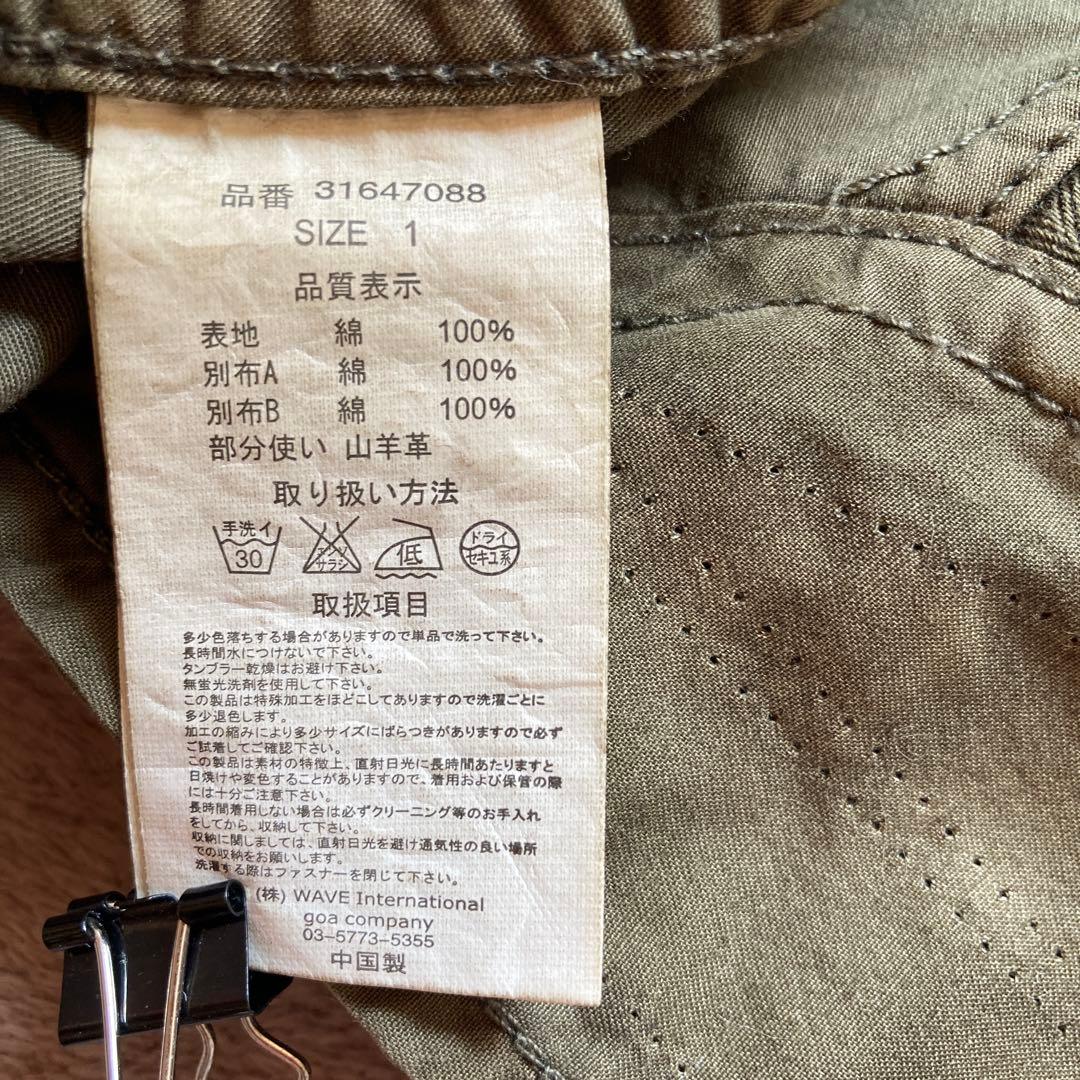 品番 31647088
SIZE 1
品質表示
表地 綿 100%
別布A 綿 100%
別布B 綿 100%
部分使い 山羊革
取り扱い方法
手洗イ 30 エンソサラシ 低 ドライ セキユ系
取扱項目
多少色落ちする場合がありますので単品で洗って下さい。
長時間水につけないで下さい。
タンブラー乾燥はお避け下さい。
無蛍光洗剤を使用して下さい。
この製品は特殊加工をほどこしてありますので洗濯ごとに
多少退色します。
加工の縮みにより多少サイズにばらつきがありますので必ず
ご試着してご確認下さい。
この製品は素材の特徴上、直射日光に長時間あたりますと
日焼けや変色することがありますので、着用および保管の際
には十分ご注意下さい。
長時間着用しない場合は必ずクリーニング等のお手入れ
をしてから、収納して下さい。
収納に関しましては、直射日光を避け通気性の良い場所
での収納をお願いします。
洗濯する際はファスナーを閉じて下さい。
(株) WAVE International
goa company
03-5773-5355
中国製